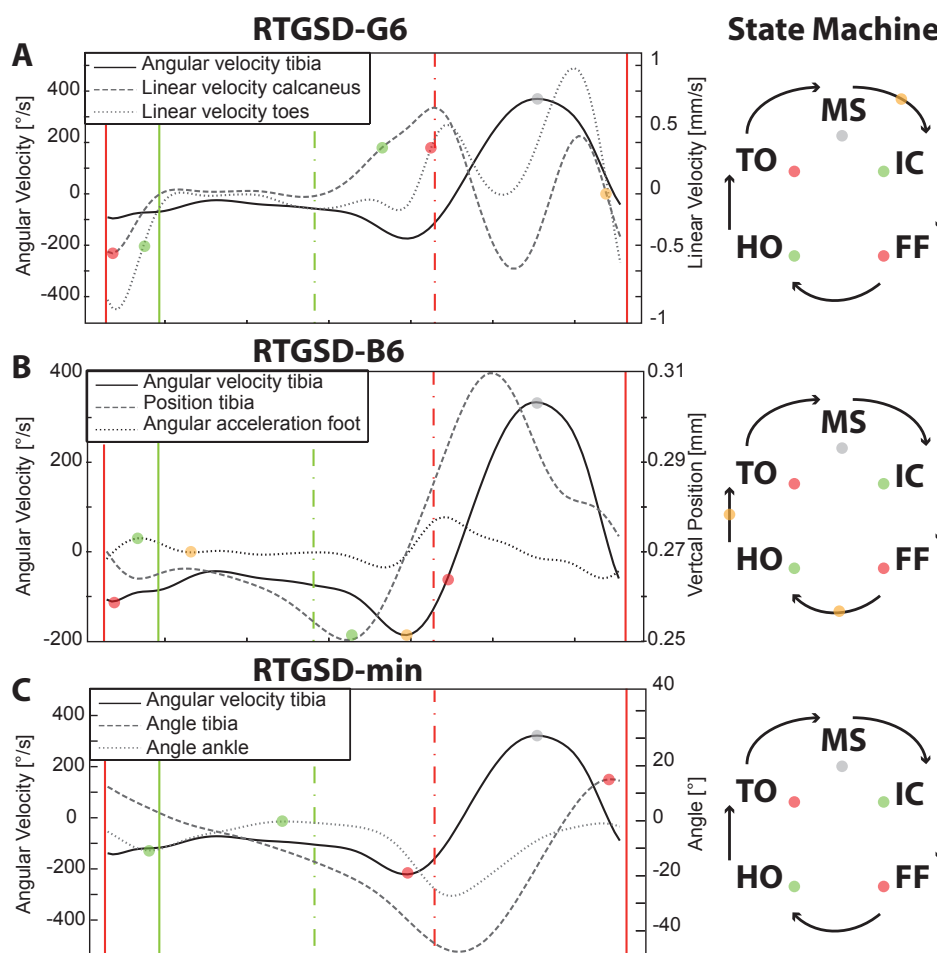 RTGSD-G6
State Machine
A
Angular velocity tibia
Linear velocity calcaneus
Linear velocity toes
Angular Velocity [°/s]
400
200
0
-200
-400
1
0.5
0
-0.5
-1
Linear Velocity [mm/s]
MS
TO
IC
HO
FF
RTGSD-B6
B
Angular velocity tibia
Position tibia
Angular acceleration foot
Angular Velocity [°/s]
400
200
0
-200
0.31
0.29
0.27
0.25
Vertcal Position [mm]
MS
TO
IC
HO
FF
RTGSD-min
C
Angular velocity tibia
Angle tibia
Angle ankle
Angular Velocity [°/s]
400
200
0
-200
-400
40
20
0
-20
-40
Angle [°]
MS
TO
IC
HO
FF